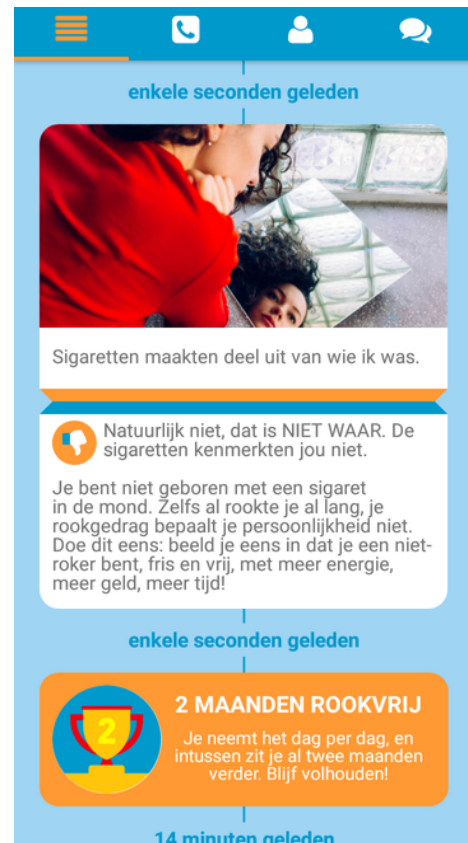 enkele seconden geleden
Sigaretten maakten deel uit van wie ik was.
Natuurlijk niet, dat is NIET WAAR. De
sigaretten kenmerkten jou niet.
Je bent niet geboren met een sigaret
in de mond. Zelfs al rookte je al lang, je
rookgedrag bepaalt je persoonlijkheid niet.
Doe dit eens: beeld je eens in dat je een niet-
roker bent, fris en vrij, met meer energie,
meer geld, meer tijd!
enkele seconden geleden
2
2 MAANDEN ROOKVRIJ
Je neemt het dag per dag, en
intussen zit je al twee maanden
verder. Blijf volhouden!
14 minuten geleden